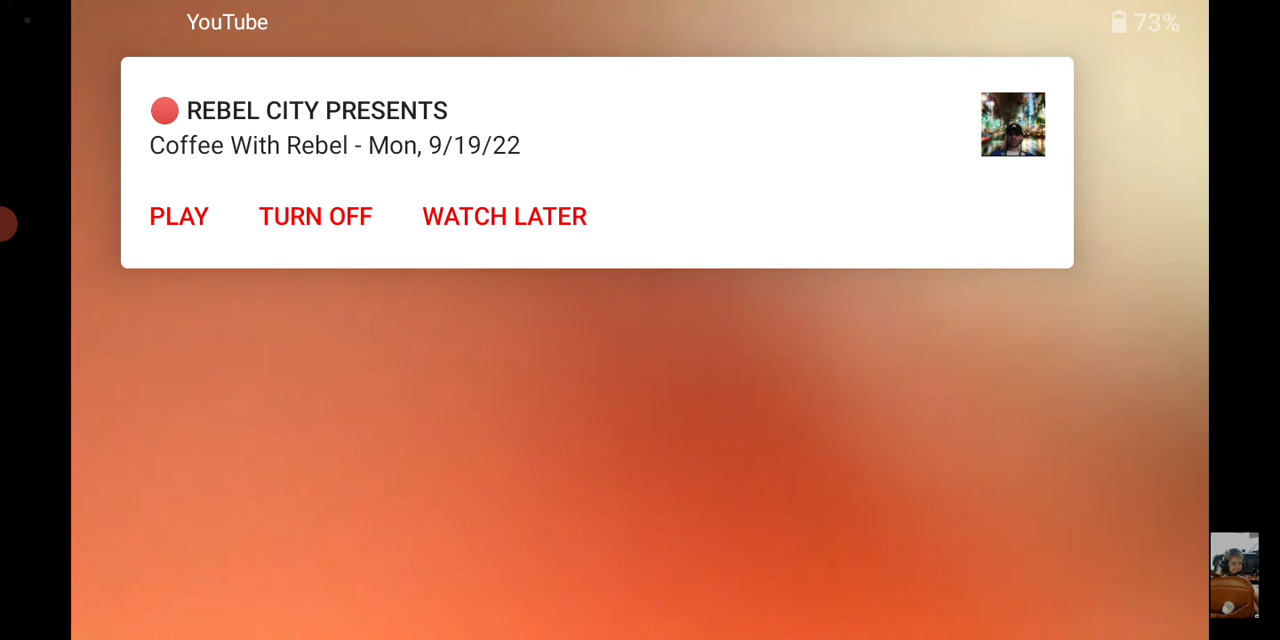 YouTube
73%
🔴 REBEL CITY PRESENTS
Coffee With Rebel - Mon, 9/19/22
PLAY TURN OFF WATCH LATER